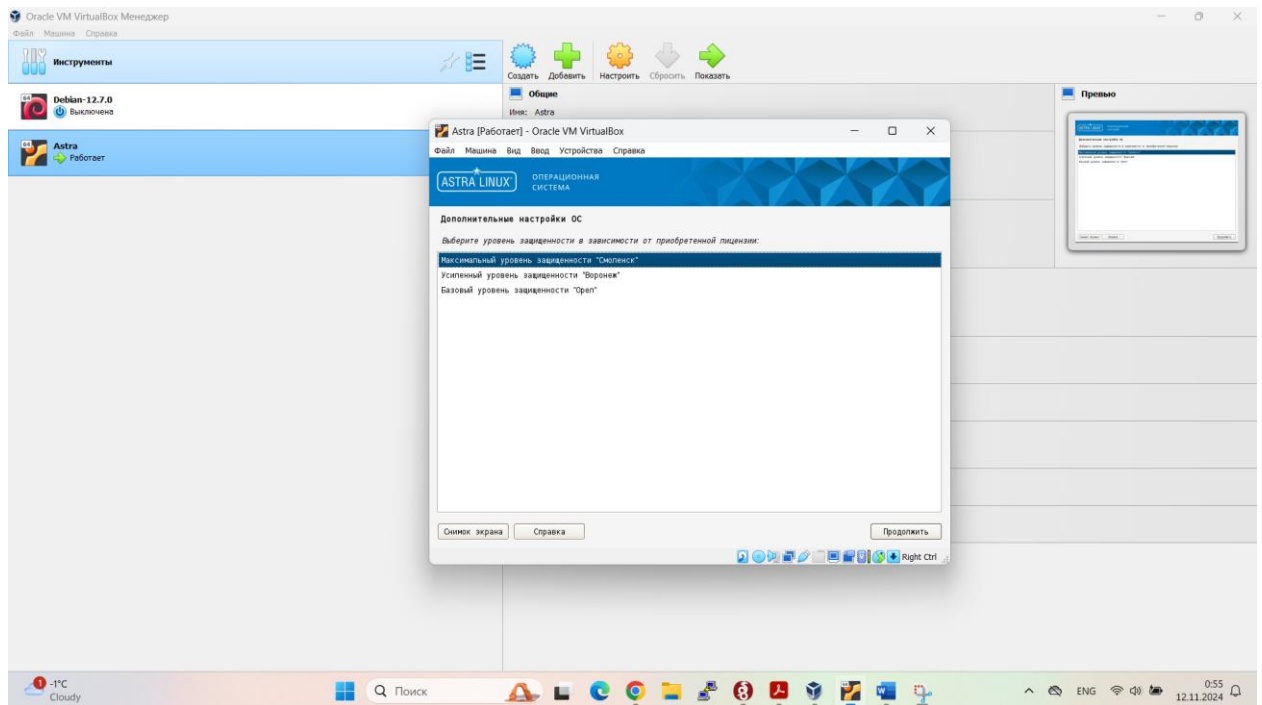 Oracle VM VirtualBox Менеджер
Файл Машина Справка
Инструменты
Создать Добавить Настроить Сбросить Показать
64
Debian-12.7.0
Выключена
64
Astra
Работает
Общие
Имя: Astra
Превью
Astra [Работает] - Oracle VM VirtualBox
Файл Машина Вид Ввод Устройства Справка
ASTRA LINUX
ОПЕРАЦИОННАЯ
СИСТЕМА
Дополнительные настройки ОС
Выберите уровень защищенности в зависимости от приобретенной лицензии:
Максимальный уровень защищенности "Смоленск"
Усиленный уровень защищенности "Воронеж"
Базовый уровень защищенности "Орел"
Снимок экрана
Справка
Продолжить
Right Ctrl
1
-1°C
Cloudy
Поиск
ENG
0:55
12.11.2024